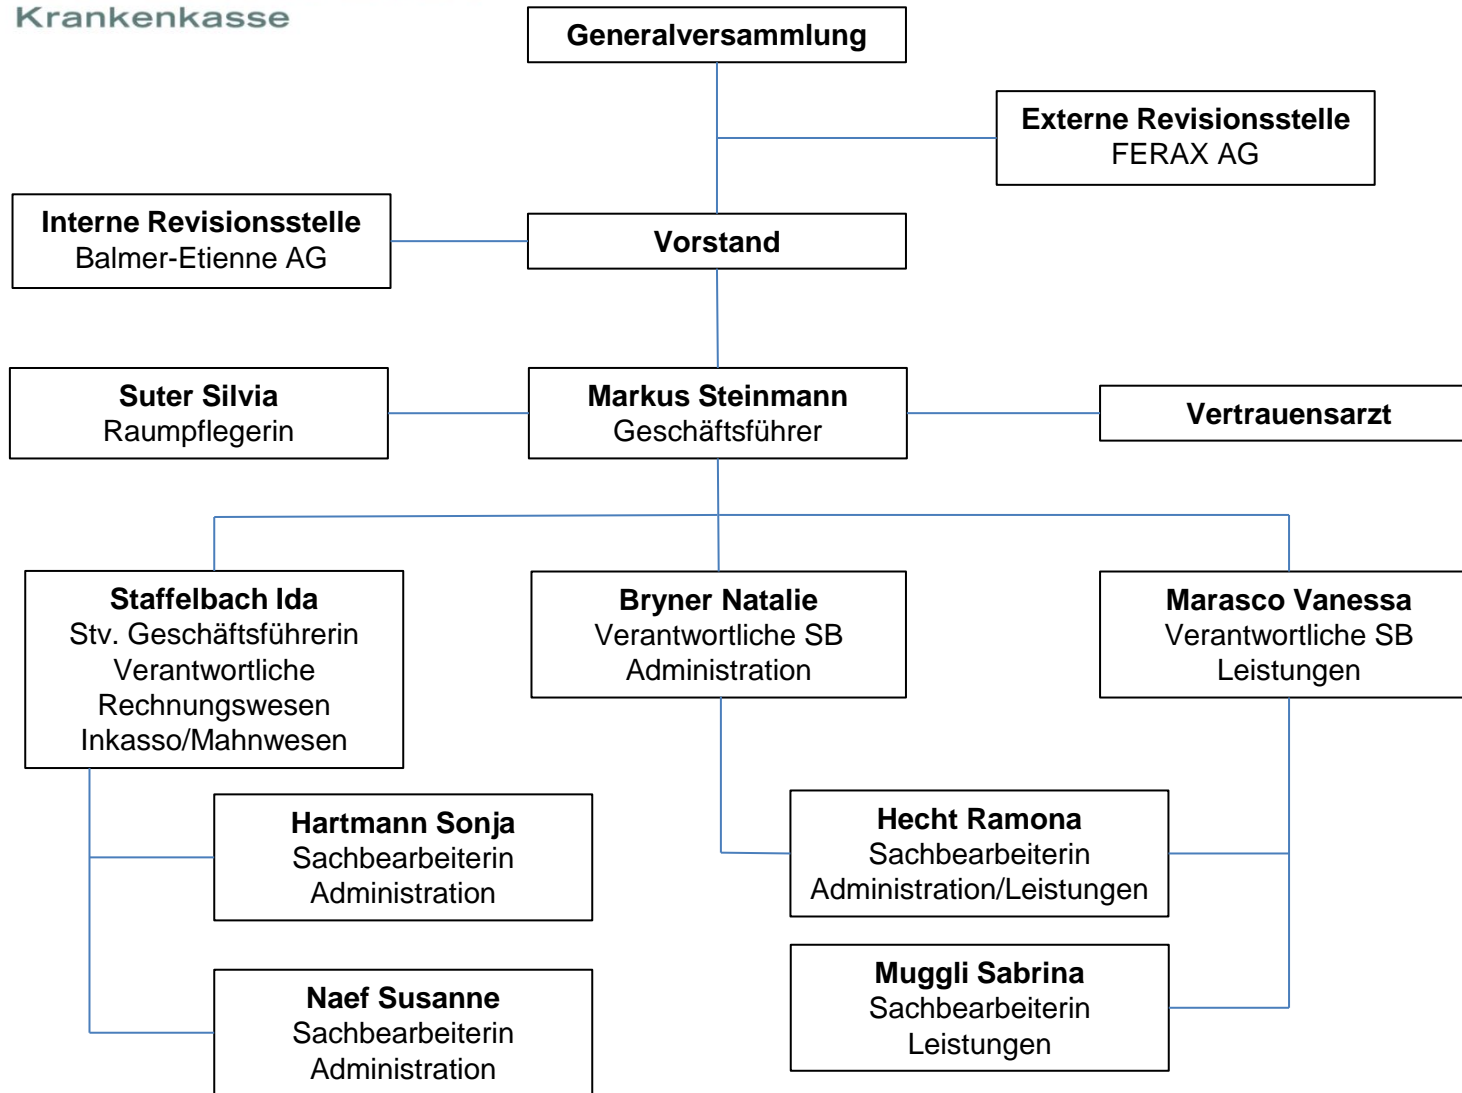 Krankenkasse
Generalversammlung
Externe Revisionsstelle
FERAX AG
Interne Revisionsstelle
Balmer-Etienne AG
Vorstand
Suter Silvia
Raumpflegerin
Markus Steinmann
Geschäftsführer
Vertrauensarzt
Staffelbach Ida
Stv. Geschäftsführerin
Verantwortliche
Rechnungswesen
Inkasso/Mahnwesen
Bryner Natalie
Verantwortliche SB
Administration
Marasco Vanessa
Verantwortliche SB
Leistungen
Hartmann Sonja
Sachbearbeiterin
Administration
Hecht Ramona
Sachbearbeiterin
Administration/Leistungen
Naef Susanne
Sachbearbeiterin
Administration
Muggli Sabrina
Sachbearbeiterin
Leistungen